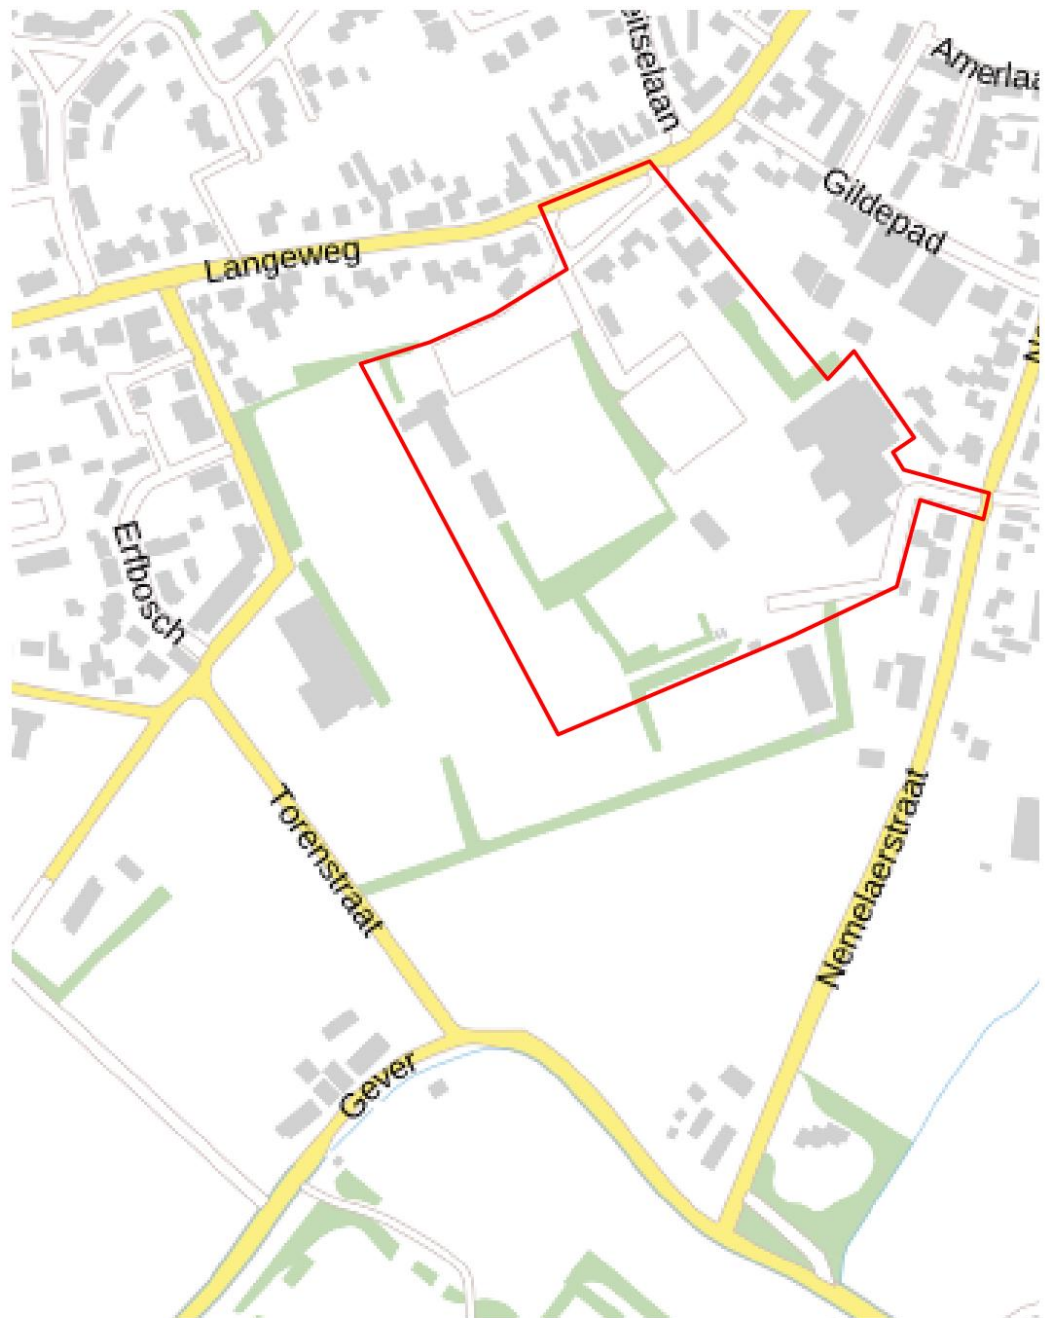 eitselaan
Amerlaa
Gildepad
Langeweg
Erfbosch
Torenstraat
Nemelaerstraat
Gever